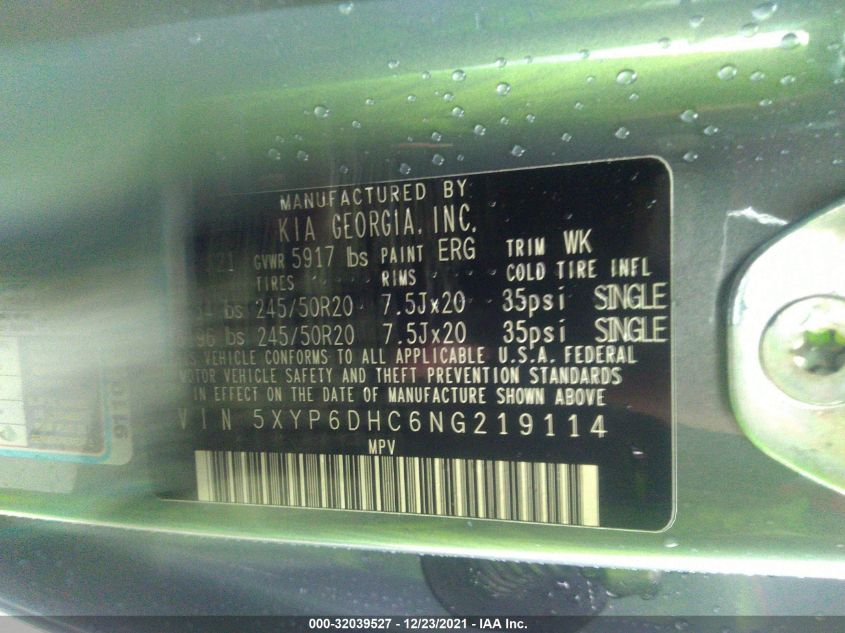 MANUFACTURED BY
KIA GEORGIA, INC.
GVWR 5917 lbs PAINT ERG TRIM WK
TIRES RIMS COLD TIRE INFL
lbs 245/50R20 7.5Jx20 35psi SINGLE
lbs 245/50R20 7.5Jx20 35psi SINGLE
VEHICLE CONFORMS TO ALL APPLICABLE U.S.A. FEDERAL
MOTOR VEHICLE SAFETY AND THEFT PREVENTION STANDARDS
IN EFFECT ON THE DATE OF MANUFACTURE SHOWN ABOVE
VIN 5XYP6DHC6NG219114
MPV
000-32039527 - 12/23/2021 - IAA Inc.